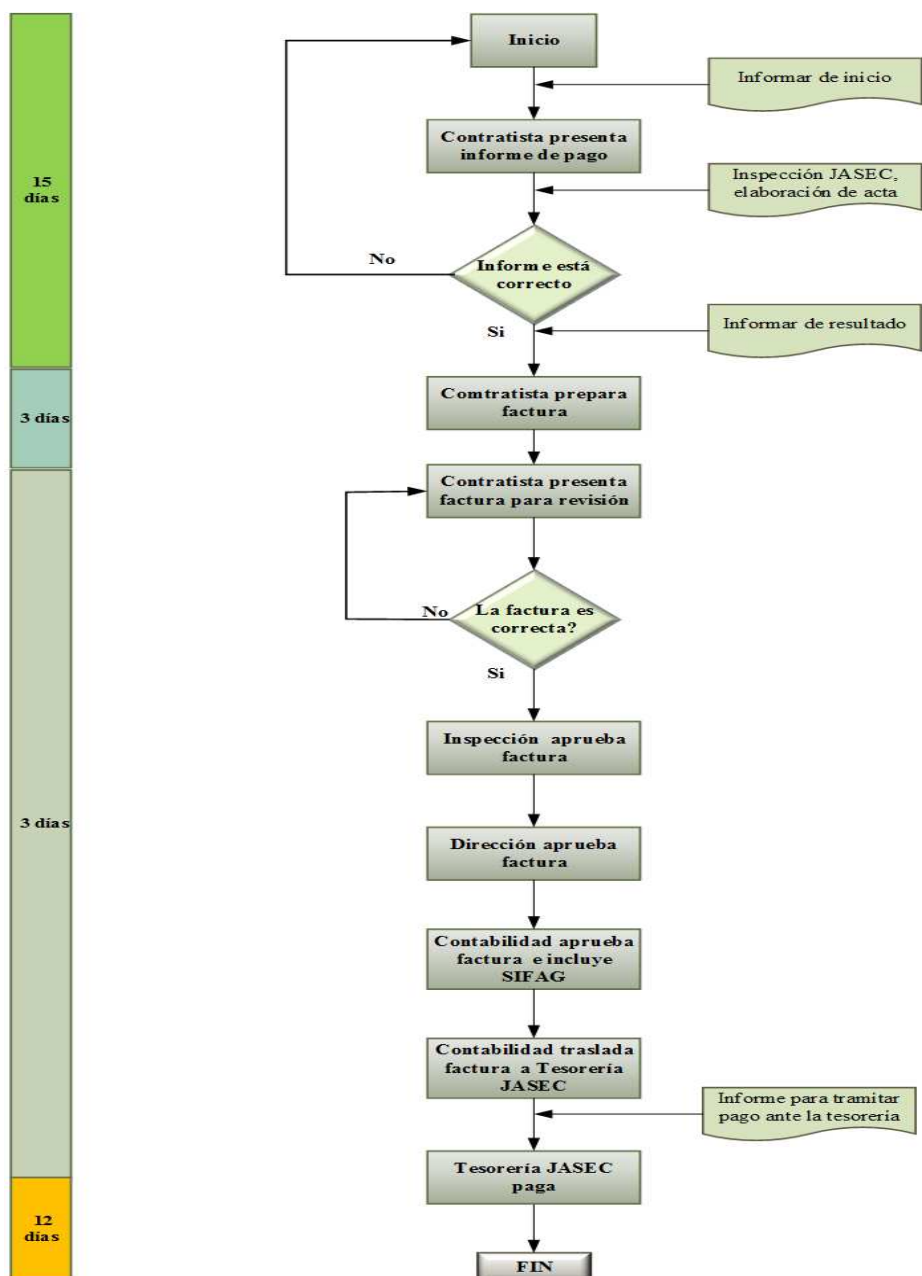 Inicio
Informar de inicio
Contratista presenta
informe de pago
Inspección JASEC,
elaboración de acta
15
días
No
Informe está
correcto
Si
Informar de resultado
3 días
Comtratista prepara
factura
Contratista presenta
factura para revisión
No
La factura es
correcta?
Si
Inspección aprueba
factura
3 días
Dirección aprueba
factura
Contabilidad aprueba
factura e incluye
SIFAG
Contabilidad traslada
factura a Tesorería
JASEC
Informe para tramitar
pago ante la tesorería
Tesorería JASEC
paga
12
días
FIN